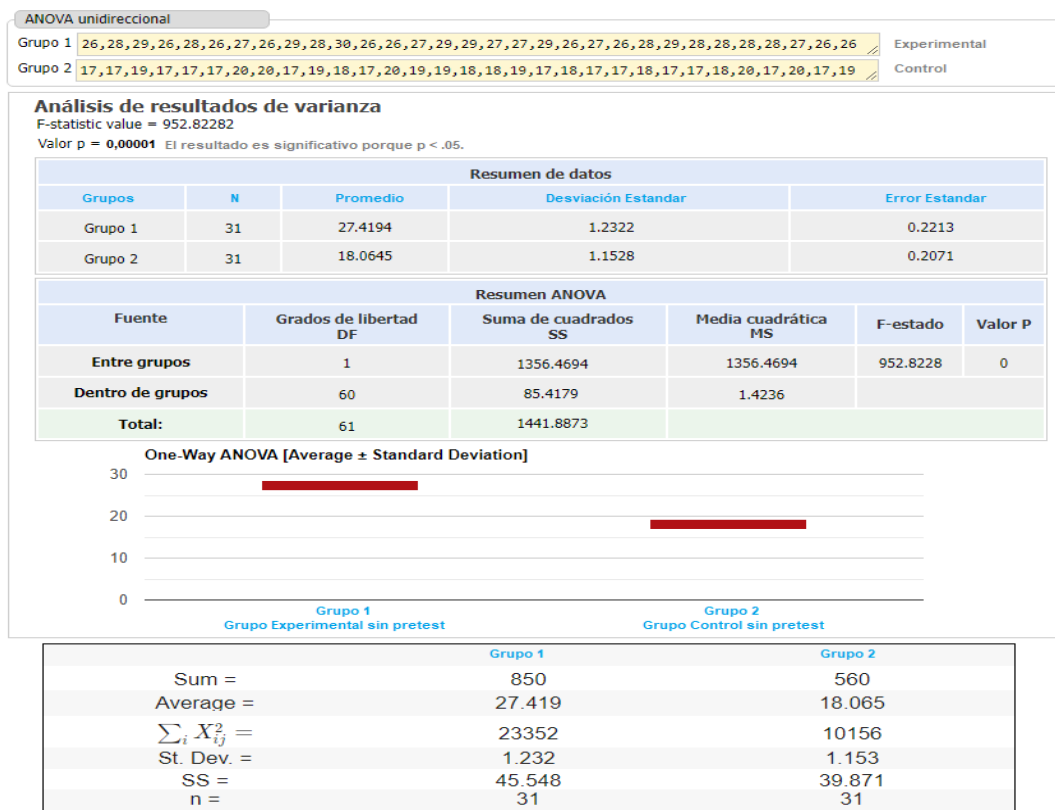 ANOVA unidireccional
Grupo 1 26,28,29,26,28,26,27,26,29,28,30,26,26,27,29,29,27,27,29,26,27,26,28,29,28,28,28,28,27,26,26 Experimental
Grupo 2 17,17,19,17,17,17,20,20,17,19,18,17,20,19,19,18,18,19,17,18,17,17,18,17,17,18,20,17,20,17,19 Control
Análisis de resultados de varianza
F-statistic value = 952.82282
Valor p = 0,00001 El resultado es significativo porque p < .05.
Resumen de datos
Grupos N Promedio Desviación Estandar Error Estandar
Grupo 1 31 27.4194 1.2322 0.2213
Grupo 2 31 18.0645 1.1528 0.2071
Resumen ANOVA
Fuente Grados de libertad DF Suma de cuadrados SS Media cuadrática MS F-estado Valor P
Entre grupos 1 1356.4694 1356.4694 952.8228 0
Dentro de grupos 60 85.4179 1.4236
Total: 61 1441.8873
One-Way ANOVA [Average ± Standard Deviation]
30
20
10
0
Grupo 1 Grupo 2
Grupo Experimental sin pretest Grupo Control sin pretest
Grupo 1 Grupo 2
Sum = 850 560
Average = 27.419 18.065
∑ᵢ X²ᵢⱼ = 23352 10156
St. Dev. = 1.232 1.153
SS = 45.548 39.871
n = 31 31